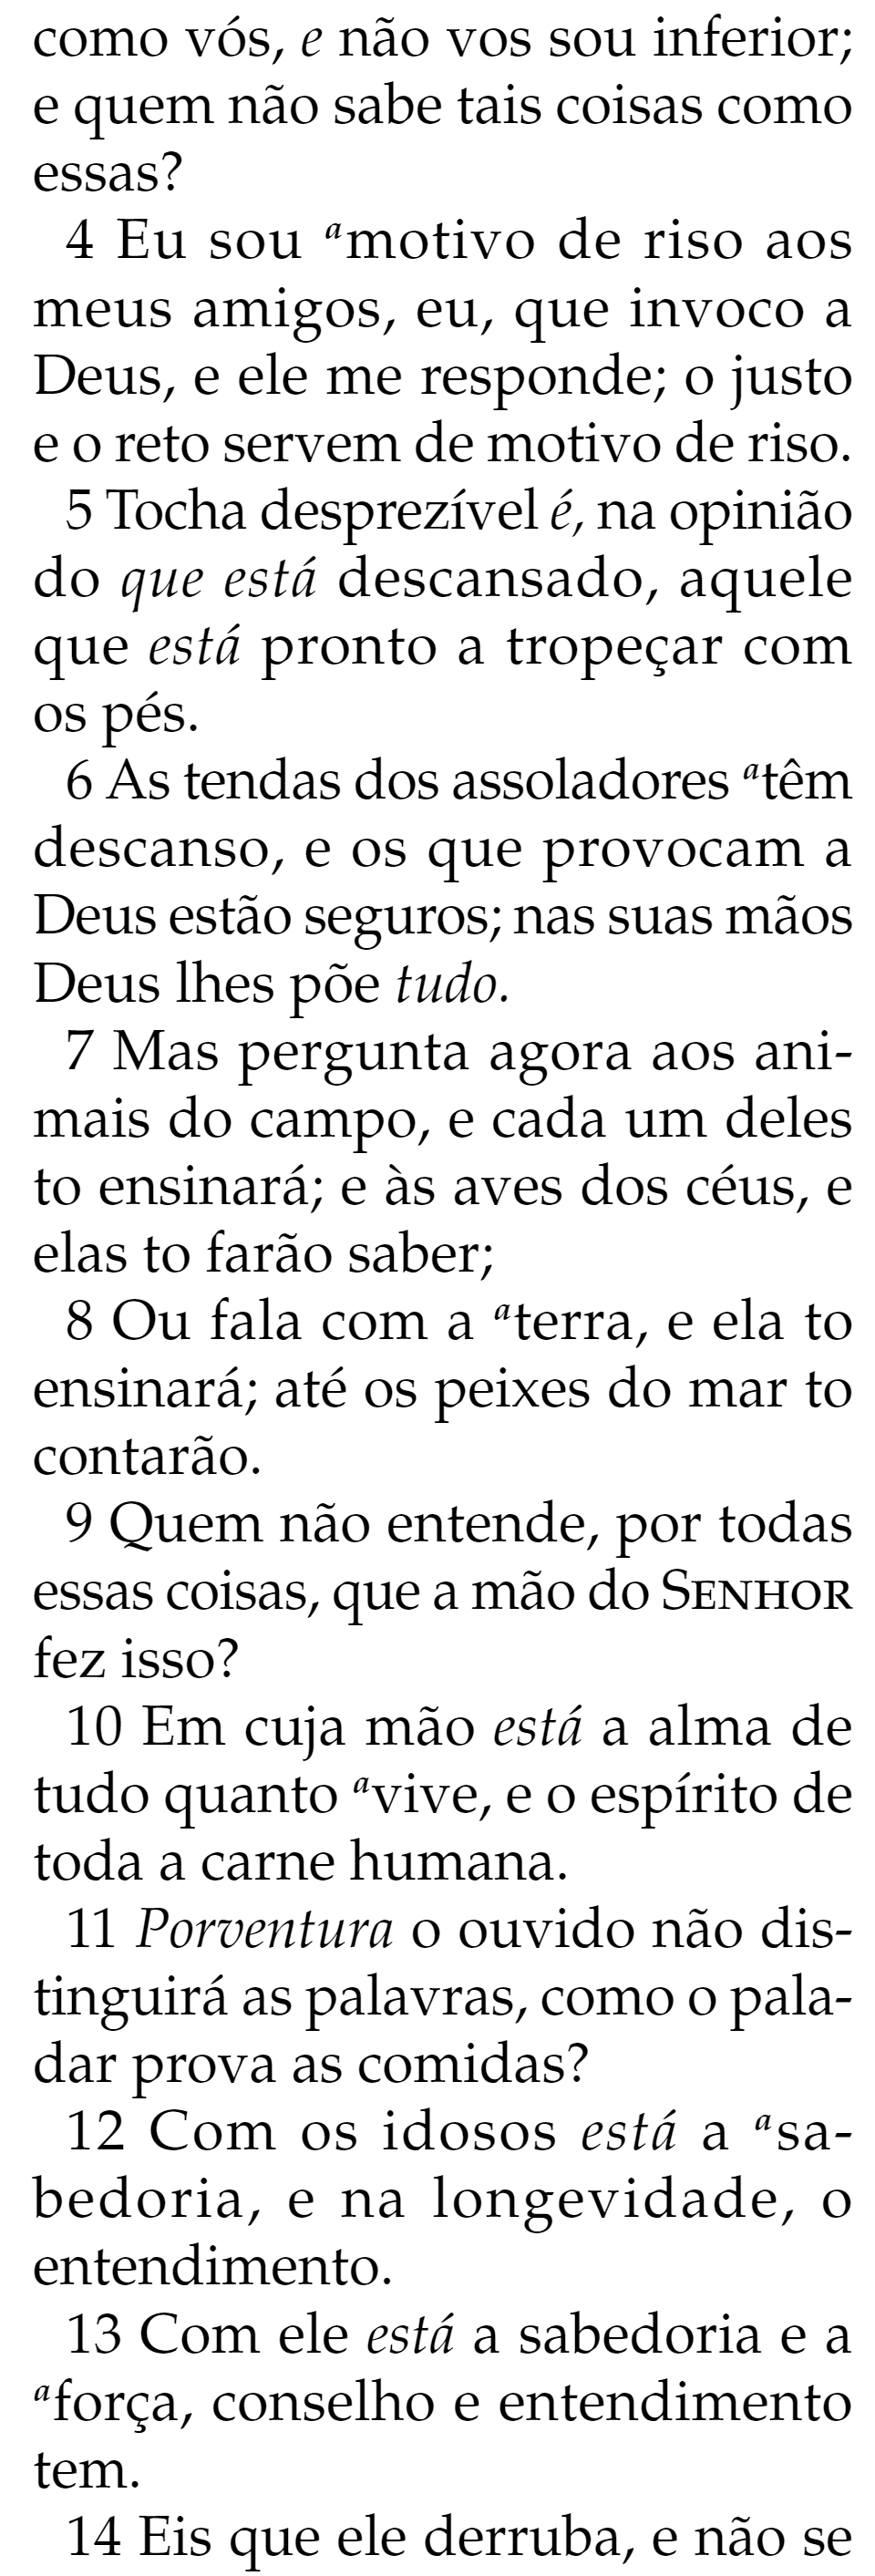 como vós, e não vos sou inferior;
e quem não sabe tais coisas como
essas?
4 Eu sou ᵃmotivo de riso aos
meus amigos, eu, que invoco a
Deus, e ele me responde; o justo
e o reto servem de motivo de riso.
5 Tocha desprezível é, na opinião
do que está descansado, aquele
que está pronto a tropeçar com
os pés.
6 As tendas dos assoladores ᵃtêm
descanso, e os que provocam a
Deus estão seguros; nas suas mãos
Deus lhes põe tudo.
7 Mas pergunta agora aos ani-
mais do campo, e cada um deles
to ensinará; e às aves dos céus, e
elas to farão saber;
8 Ou fala com a ᵃterra, e ela to
ensinará; até os peixes do mar to
contarão.
9 Quem não entende, por todas
essas coisas, que a mão do SENHOR
fez isso?
10 Em cuja mão está a alma de
tudo quanto ᵃvive, e o espírito de
toda a carne humana.
11 Porventura o ouvido não dis-
tinguirá as palavras, como o pala-
dar prova as comidas?
12 Com os idosos está a ᵃsa-
bedoria, e na longevidade, o
entendimento.
13 Com ele está a sabedoria e a
ᵃforça, conselho e entendimento
tem.
14 Eis que ele derruba, e não se